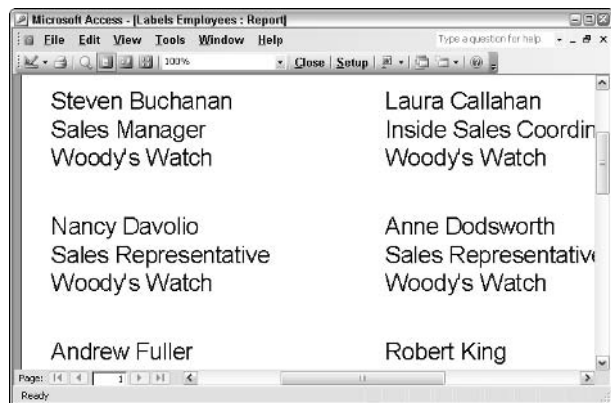 Microsoft Access - [Labels Employees : Report]
File Edit View Tools Window Help Type a question for help
100% Close Setup
Steven Buchanan Laura Callahan
Sales Manager Inside Sales Coordin
Woody's Watch Woody's Watch
Nancy Davolio Anne Dodsworth
Sales Representative Sales Representativ
Woody's Watch Woody's Watch
Andrew Fuller Robert King
Page: 1
Ready